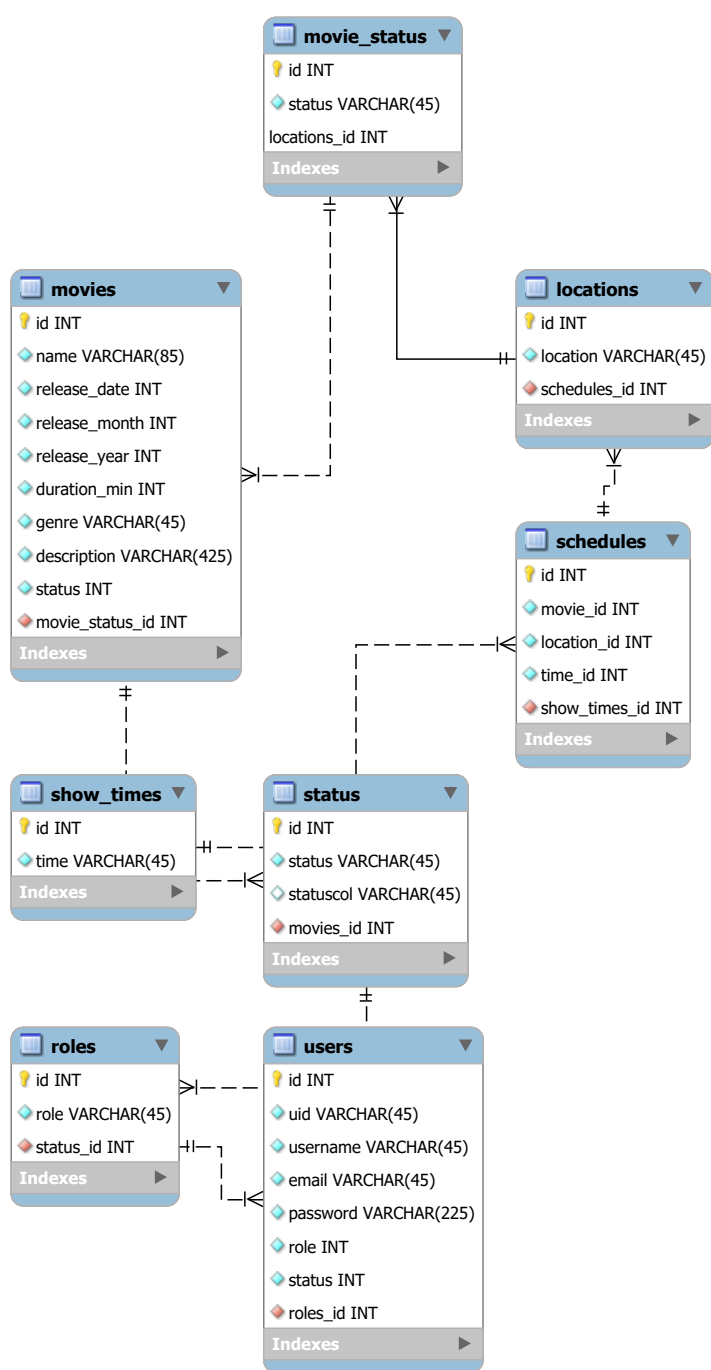 movie_status
id INT
status VARCHAR(45)
locations_id INT
Indexes
movies
id INT
name VARCHAR(85)
release_date INT
release_month INT
release_year INT
duration_min INT
genre VARCHAR(45)
description VARCHAR(425)
status INT
movie_status_id INT
Indexes
locations
id INT
location VARCHAR(45)
schedules_id INT
Indexes
schedules
id INT
movie_id INT
location_id INT
time_id INT
show_times_id INT
Indexes
show_times
id INT
time VARCHAR(45)
Indexes
status
id INT
status VARCHAR(45)
statuscol VARCHAR(45)
movies_id INT
Indexes
roles
id INT
role VARCHAR(45)
status_id INT
Indexes
users
id INT
uid VARCHAR(45)
username VARCHAR(45)
email VARCHAR(45)
password VARCHAR(225)
role INT
status INT
roles_id INT
Indexes